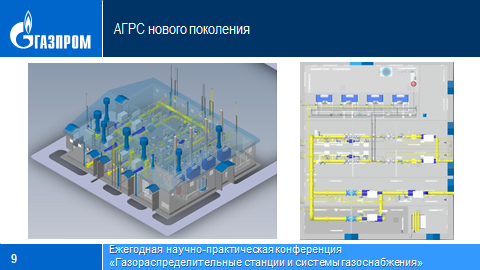 ГАЗПРОМ
АГРС нового поколения
9
Ежегодная научно-практическая конференция
«Газораспределительные станции и системы газоснабжения»